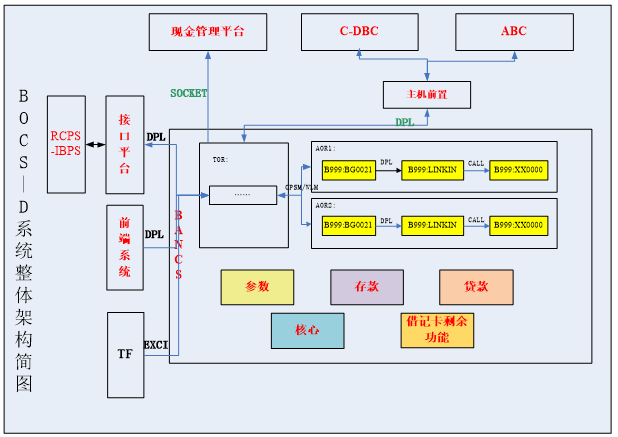 BOCS—D系统整体架构简图
现金管理平台
C-DBC
ABC
SOCKET
主机前置
DPL
RCPS
-IBPS
接口平台
DPL
前端系统
DPL
TF
EXCI
BANCS
TOR:
……
CPSM/NLM
AOR1:
B999:BG0021
DPL
B999:LINKIN
CALL
B999:XX0000
AOR2:
B999:BG0021
DPL
B999:LINKIN
CALL
B999:XX0000
参数
存款
贷款
核心
借记卡剩余
功能